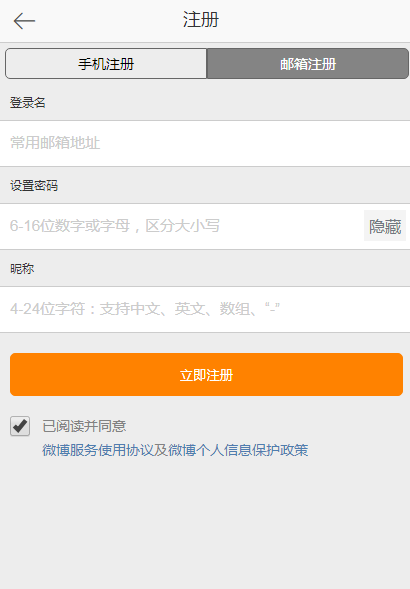 注册
手机注册 邮箱注册
登录名
常用邮箱地址
设置密码
6-16位数字或字母，区分大小写 隐藏
昵称
4-24位字符：支持中文、英文、数组、“-”
立即注册
已阅读并同意
微博服务使用协议及微博个人信息保护政策